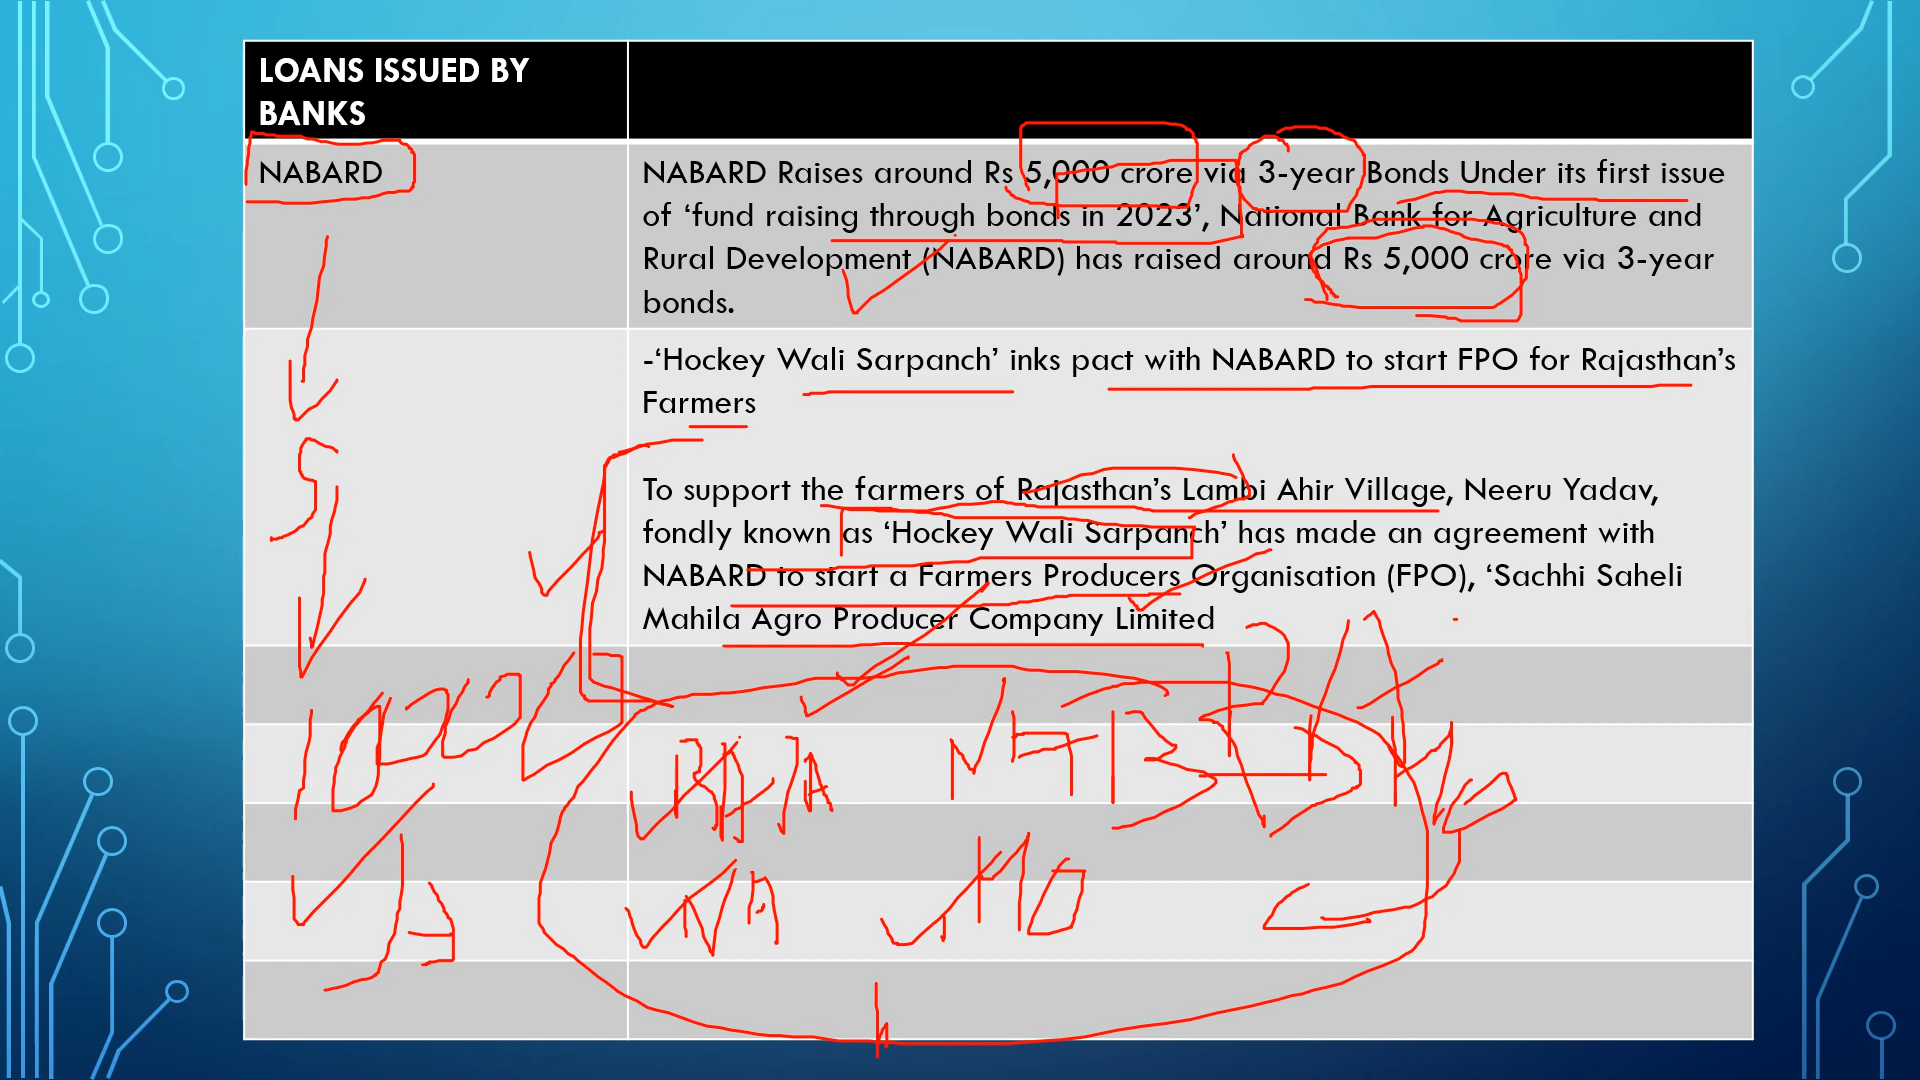 LOANS ISSUED BY
BANKS
NABARD
NABARD Raises around Rs 5,000 crore via 3-year Bonds Under its first issue
of ‘fund raising through bonds in 2023’, National Bank for Agriculture and
Rural Development (NABARD) has raised around Rs 5,000 crore via 3-year
bonds.
-‘Hockey Wali Sarpanch’ inks pact with NABARD to start FPO for Rajasthan’s
Farmers
To support the farmers of Rajasthan’s Lambi Ahir Village, Neeru Yadav,
fondly known as ‘Hockey Wali Sarpanch’ has made an agreement with
NABARD to start a Farmers Producers Organisation (FPO), ‘Sachhi Saheli
Mahila Agro Producer Company Limited